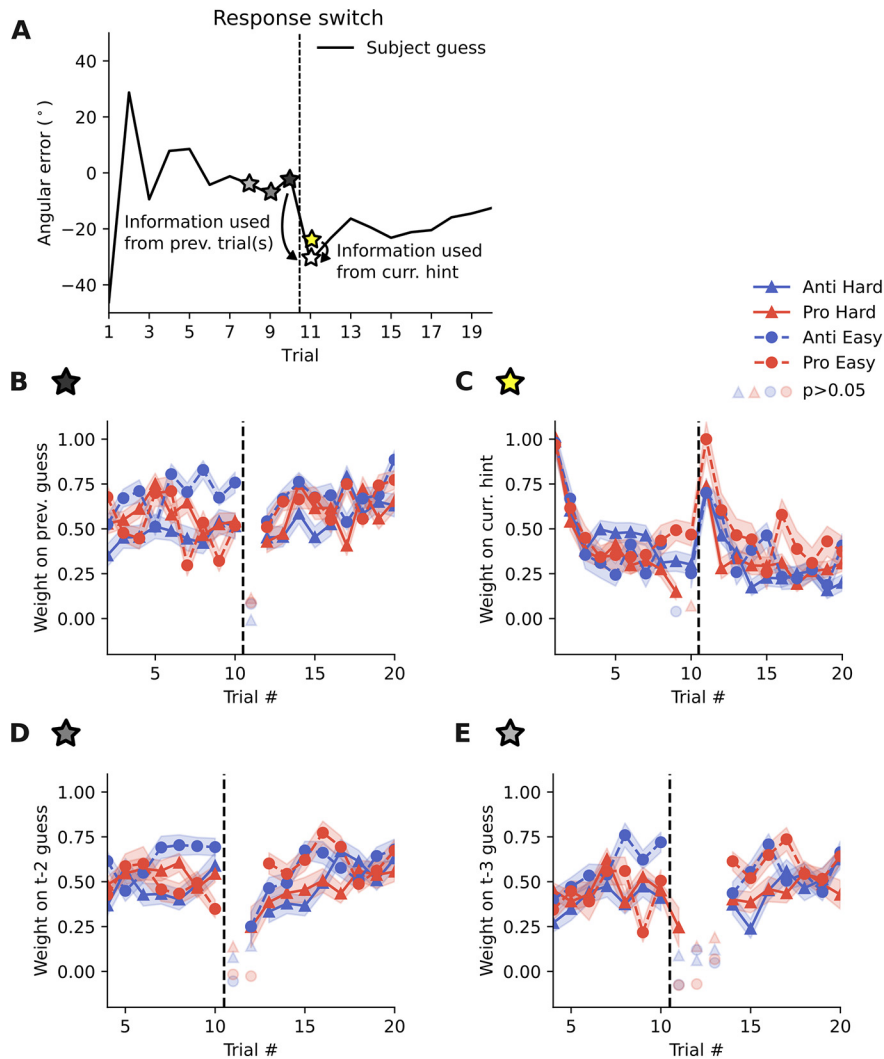 Response switch
A
Subject guess
Angular error (°)
40
20
0
−20
−40
Information used
from prev. trial(s)
Information used
from curr. hint
1 3 5 7 9 11 13 15 17 19
Trial
Anti Hard
Pro Hard
Anti Easy
Pro Easy
p>0.05
B
Weight on prev. guess
1.00
0.75
0.50
0.25
0.00
5 10 15 20
Trial #
C
Weight on curr. hint
1.00
0.75
0.50
0.25
0.00
5 10 15 20
Trial #
D
Weight on t-2 guess
1.00
0.75
0.50
0.25
0.00
5 10 15 20
Trial #
E
Weight on t-3 guess
1.00
0.75
0.50
0.25
0.00
5 10 15 20
Trial #